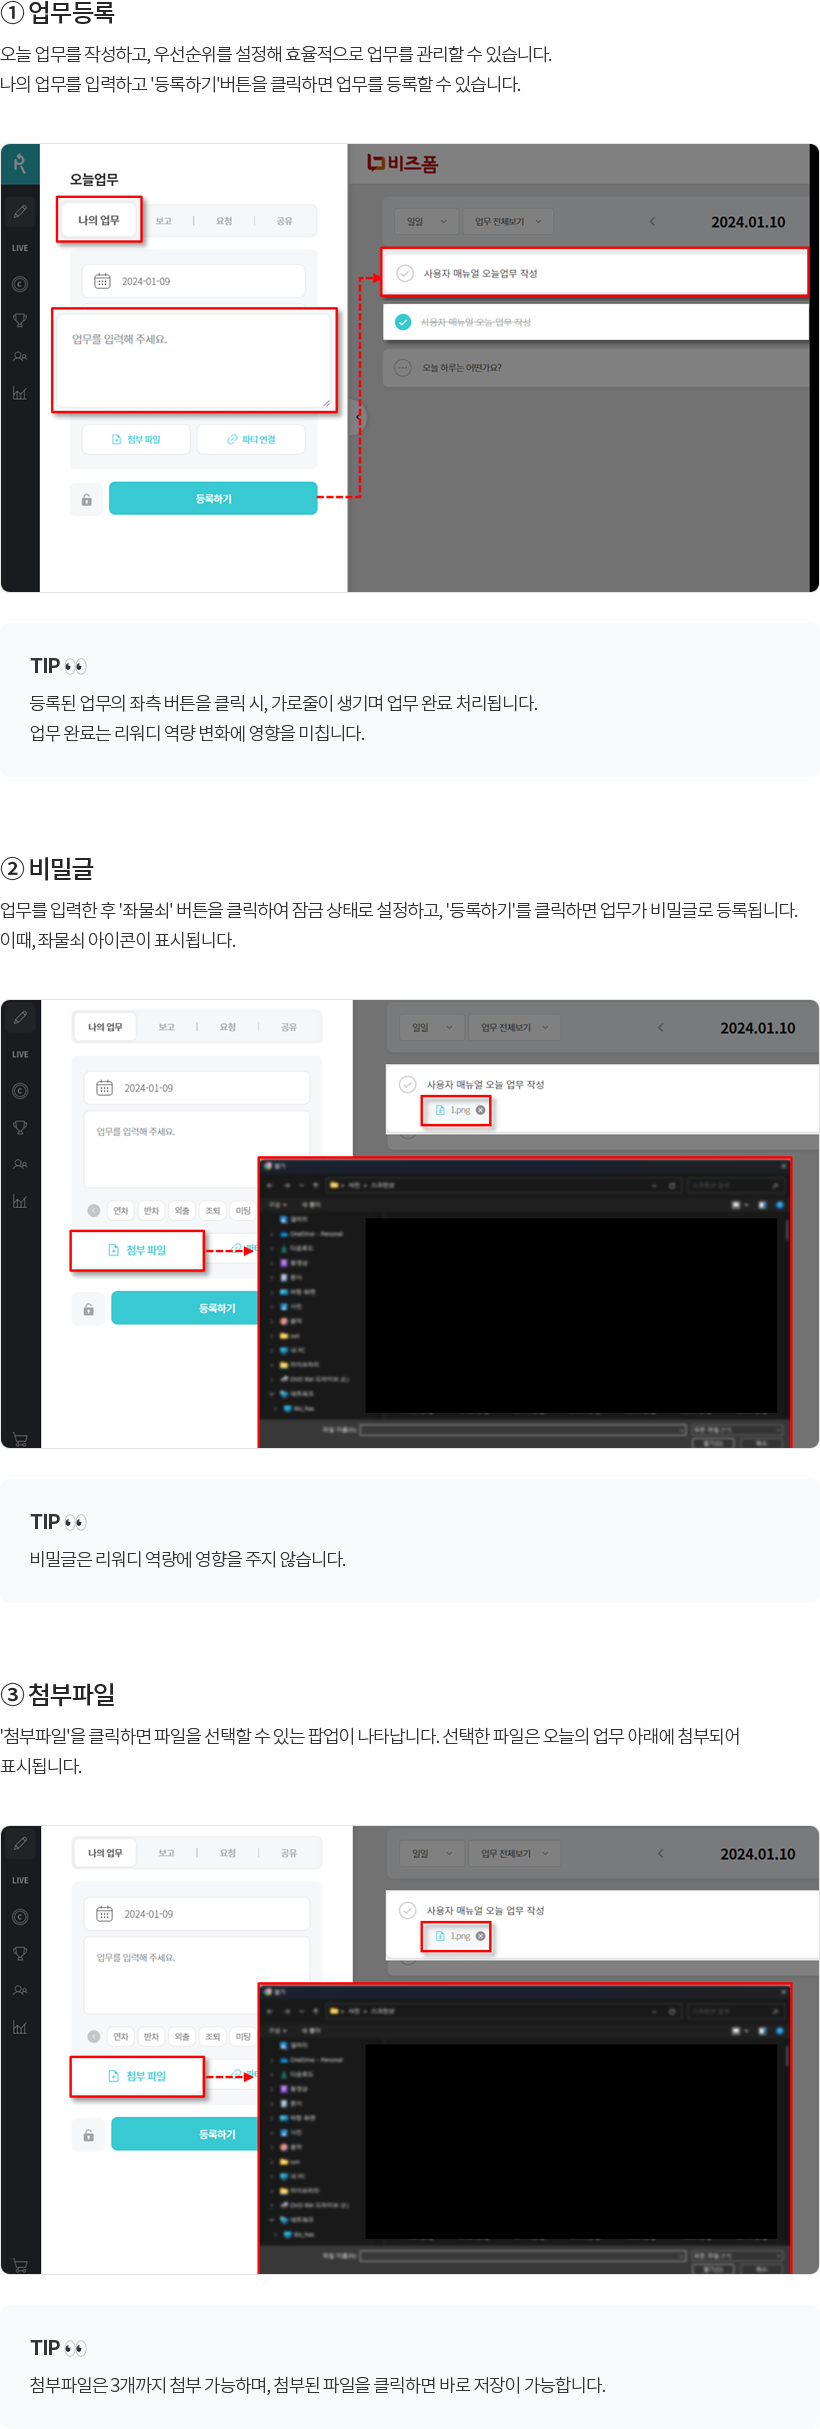 ① 업무등록
오늘 업무를 작성하고, 우선순위를 설정해 효율적으로 업무를 관리할 수 있습니다.
나의 업무를 입력하고 '등록하기'버튼을 클릭하면 업무를 등록할 수 있습니다.
비즈폼
오늘업무
나의 업무 보고 요청 공유
일일 업무 전체보기 2024.01.10
LIVE
2024-01-09
사용자 매뉴얼 오늘업무 작성
업무를 입력해 주세요.
사용자 매뉴얼 오늘 업무 작성
오늘 하루는 어떤가요?
첨부 파일 파티 연결
등록하기
TIP 👀
등록된 업무의 좌측 버튼을 클릭 시, 가로줄이 생기며 업무 완료 처리됩니다.
업무 완료는 리워디 역량 변화에 영향을 미칩니다.
② 비밀글
업무를 입력한 후 '좌물쇠' 버튼을 클릭하여 잠금 상태로 설정하고, '등록하기'를 클릭하면 업무가 비밀글로 등록됩니다.
이때, 좌물쇠 아이콘이 표시됩니다.
나의 업무 보고 요청 공유
일일 업무 전체보기 2024.01.10
LIVE
2024-01-09
사용자 매뉴얼 오늘 업무 작성
1.png
업무를 입력해 주세요.
연차 반차 외출 조퇴 미팅
첨부 파일
등록하기
TIP 👀
비밀글은 리워디 역량에 영향을 주지 않습니다.
③ 첨부파일
'첨부파일'을 클릭하면 파일을 선택할 수 있는 팝업이 나타납니다. 선택한 파일은 오늘의 업무 아래에 첨부되어
표시됩니다.
나의 업무 보고 요청 공유
일일 업무 전체보기 2024.01.10
LIVE
2024-01-09
사용자 매뉴얼 오늘 업무 작성
1.png
업무를 입력해 주세요.
연차 반차 외출 조퇴 미팅
첨부 파일
등록하기
TIP 👀
첨부파일은 3개까지 첨부 가능하며, 첨부된 파일을 클릭하면 바로 저장이 가능합니다.